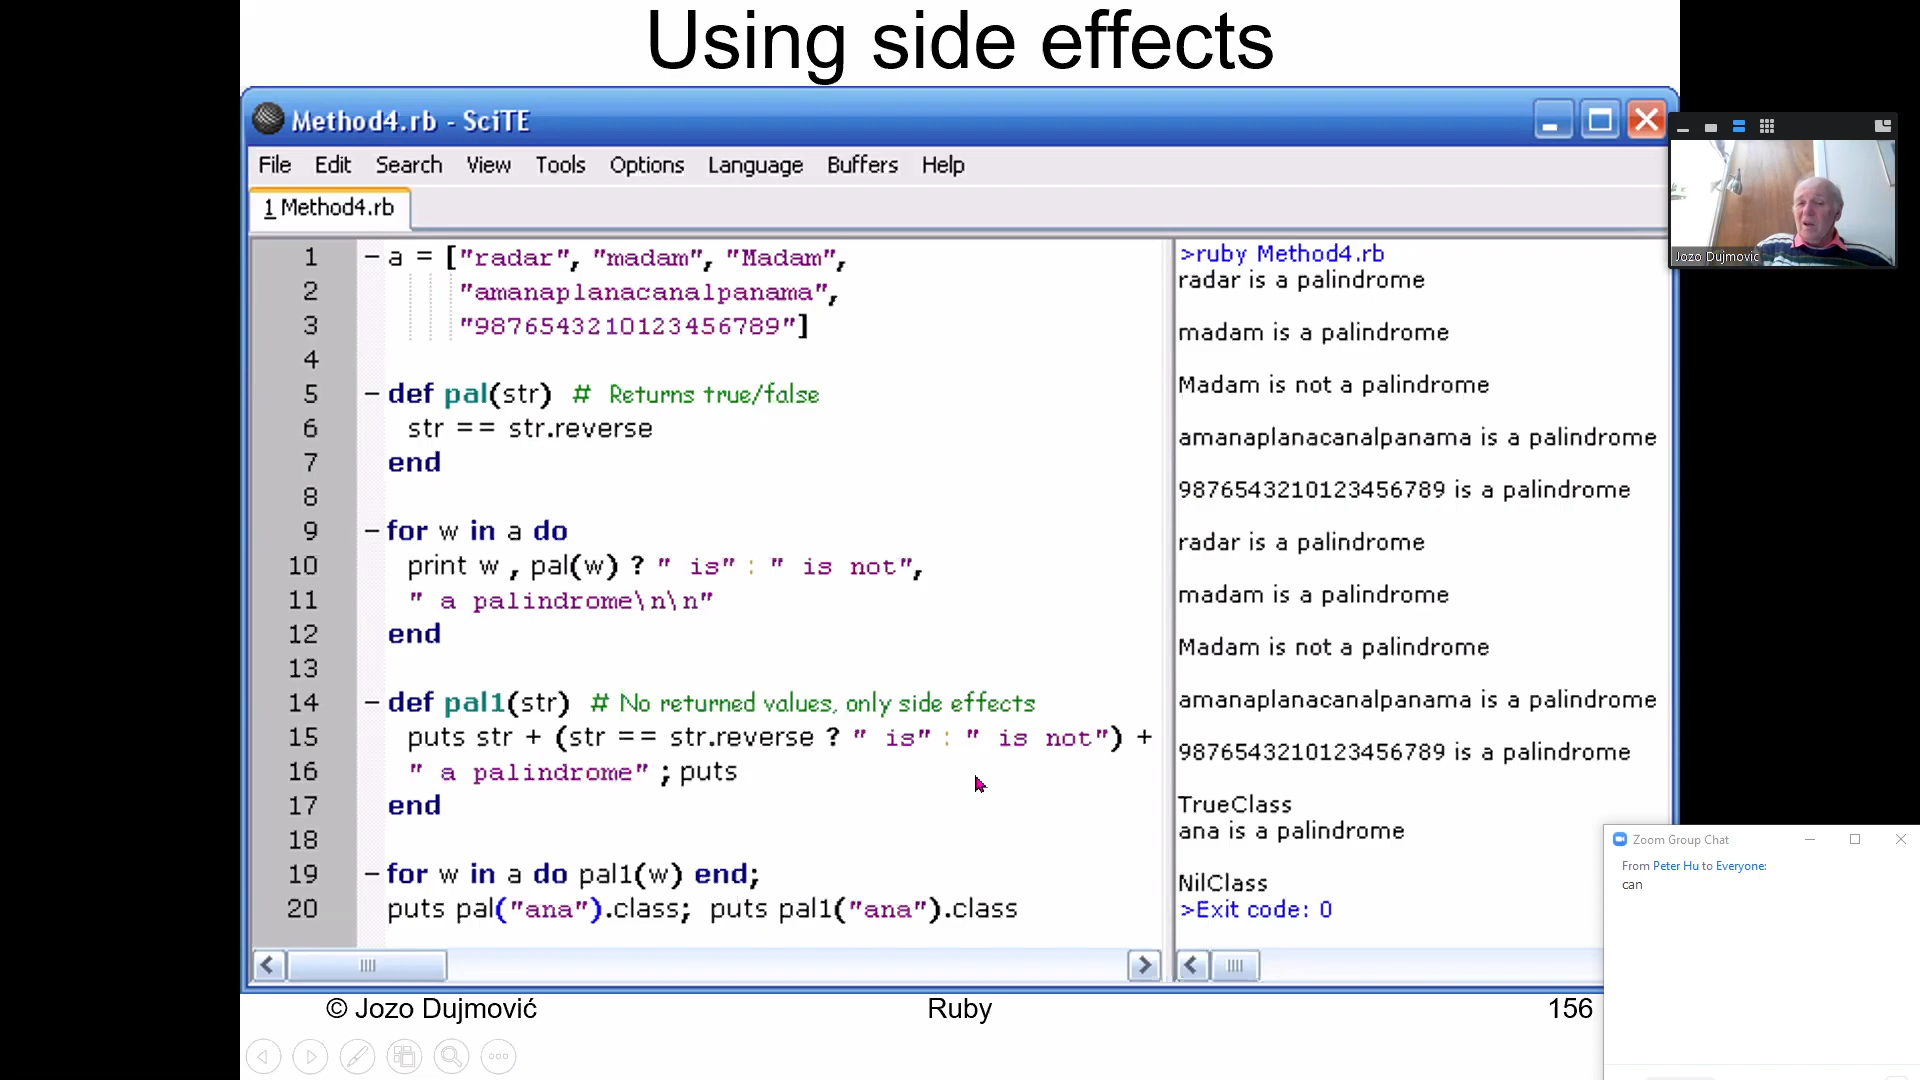 Using side effects
Method4.rb - SciTE
File Edit Search View Tools Options Language Buffers Help
1 Method4.rb
1 a = ["radar", "madam", "Madam",
2 "amanaplanacanalpanama",
3 "9876543210123456789"]
4
5 def pal(str) # Returns true/false
6 str == str.reverse
7 end
8
9 for w in a do
10 print w , pal(w) ? " is" : " is not",
11 " a palindrome\n\n"
12 end
13
14 def pal1(str) # No returned values, only side effects
15 puts str + (str == str.reverse ? " is" : " is not") +
16 " a palindrome" ; puts
17 end
18
19 for w in a do pal1(w) end;
20 puts pal("ana").class; puts pal1("ana").class
>ruby Method4.rb
radar is a palindrome
madam is a palindrome
Madam is not a palindrome
amanaplanacanalpanama is a palindrome
9876543210123456789 is a palindrome
radar is a palindrome
madam is a palindrome
Madam is not a palindrome
amanaplanacanalpanama is a palindrome
9876543210123456789 is a palindrome
TrueClass
ana is a palindrome
NilClass
>Exit code: 0
Jozo Dujmovic
Zoom Group Chat
From Peter Hu to Everyone:
can
© Jozo Dujmović
Ruby
156